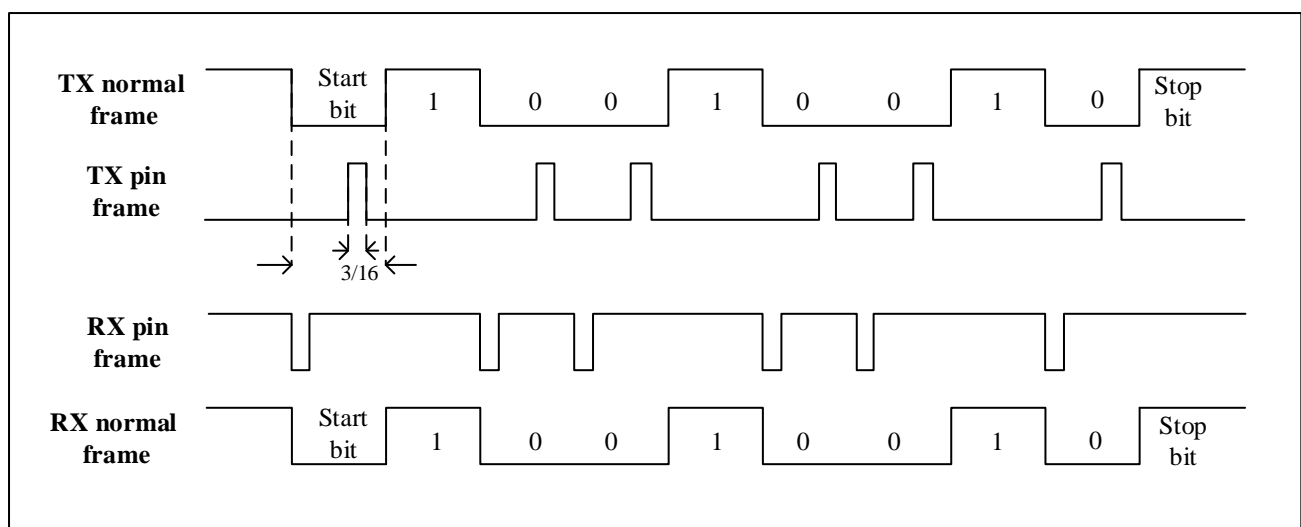 TX normal
frame
Start
bit
1 0 0 1 0 0 1 0
Stop
bit
TX pin
frame
3/16
RX pin
frame
RX normal
frame
Start
bit
1 0 0 1 0 0 1 0
Stop
bit